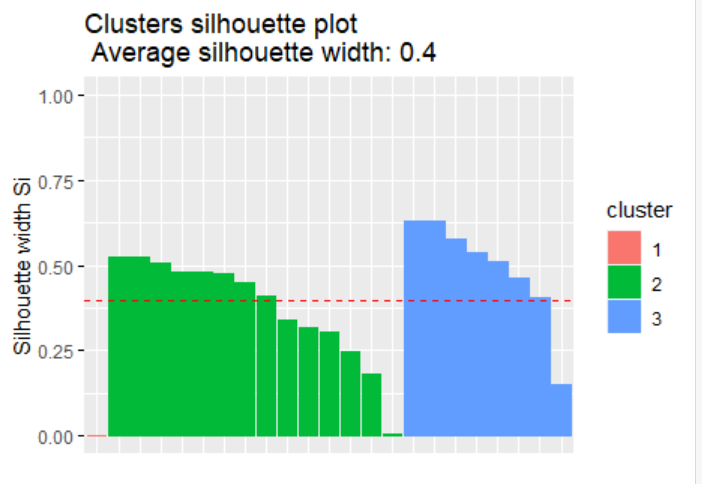 Clusters silhouette plot
Average silhouette width: 0.4
Silhouette width Si
1.00
0.75
0.50
0.25
0.00
cluster
1
2
3